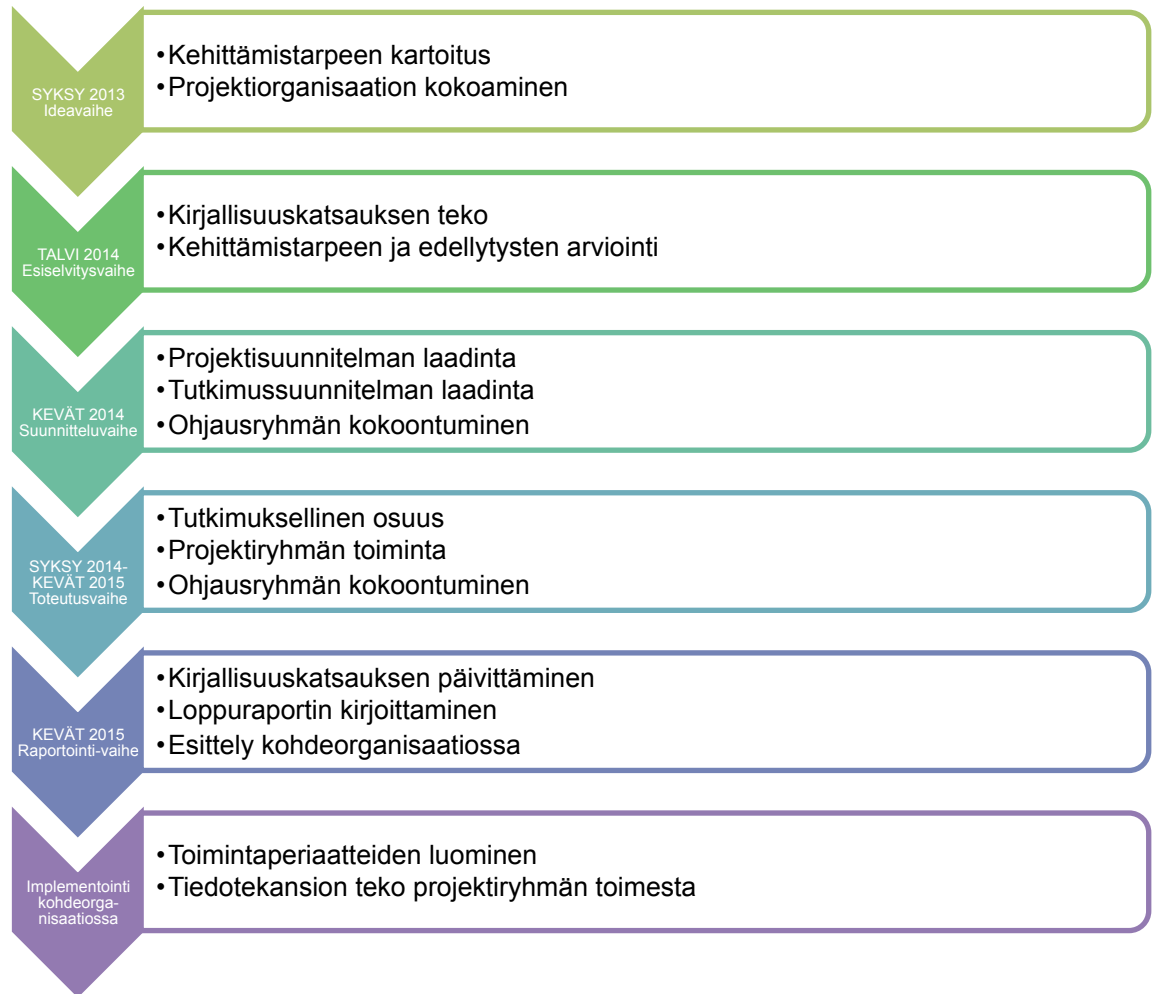 SYKSY 2013
Ideavaihe
•Kehittämistarpeen kartoitus
•Projektiorganisaation kokoaminen
TALVI 2014
Esiselvitysvaihe
•Kirjallisuuskatsauksen teko
•Kehittämistarpeen ja edellytysten arviointi
KEVÄT 2014
Suunnitteluvaihe
•Projektisuunnitelman laadinta
•Tutkimussuunnitelman laadinta
•Ohjausryhmän kokoontuminen
SYKSY 2014-
KEVÄT 2015
Toteutusvaihe
•Tutkimuksellinen osuus
•Projektiryhmän toiminta
•Ohjausryhmän kokoontuminen
KEVÄT 2015
Raportointi-vaihe
•Kirjallisuuskatsauksen päivittäminen
•Loppuraportin kirjoittaminen
•Esittely kohdeorganisaatiossa
Implementointi
kohdeorga-
nisaatiossa
•Toimintaperiaatteiden luominen
•Tiedotekansion teko projektiryhmän toimesta